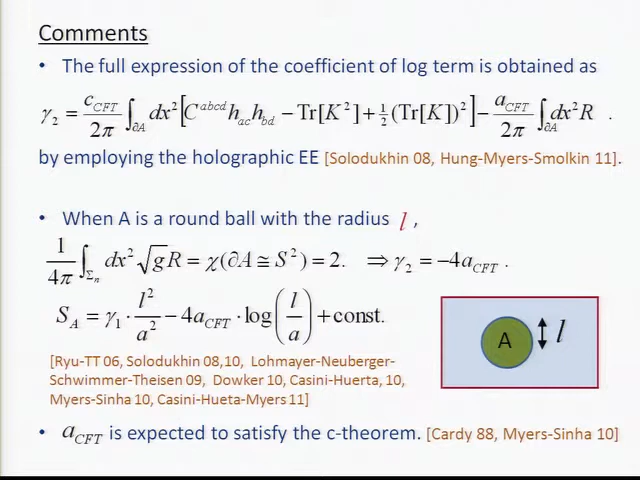 Comments
• The full expression of the coefficient of log term is obtained as
γ₂ = c_CFT/2π ∫_∂A dx² [C^abcd h_ac h_bd − Tr[K²] + ½(Tr[K])²] − a_CFT/2π ∫_∂A dx² R .
by employing the holographic EE [Solodukhin 08, Hung-Myers-Smolkin 11].
• When A is a round ball with the radius l ,
1/4π ∫_Σn dx² √g R = χ(∂A ≅ S²) = 2. ⇒ γ₂ = −4a_CFT .
S_A = γ₁ · l²/a² − 4a_CFT · log(l/a) + const.
A l
[Ryu-TT 06, Solodukhin 08,10, Lohmayer-Neuberger-
Schwimmer-Theisen 09, Dowker 10, Casini-Huerta, 10,
Myers-Sinha 10, Casini-Hueta-Myers 11]
• a_CFT is expected to satisfy the c-theorem. [Cardy 88, Myers-Sinha 10]